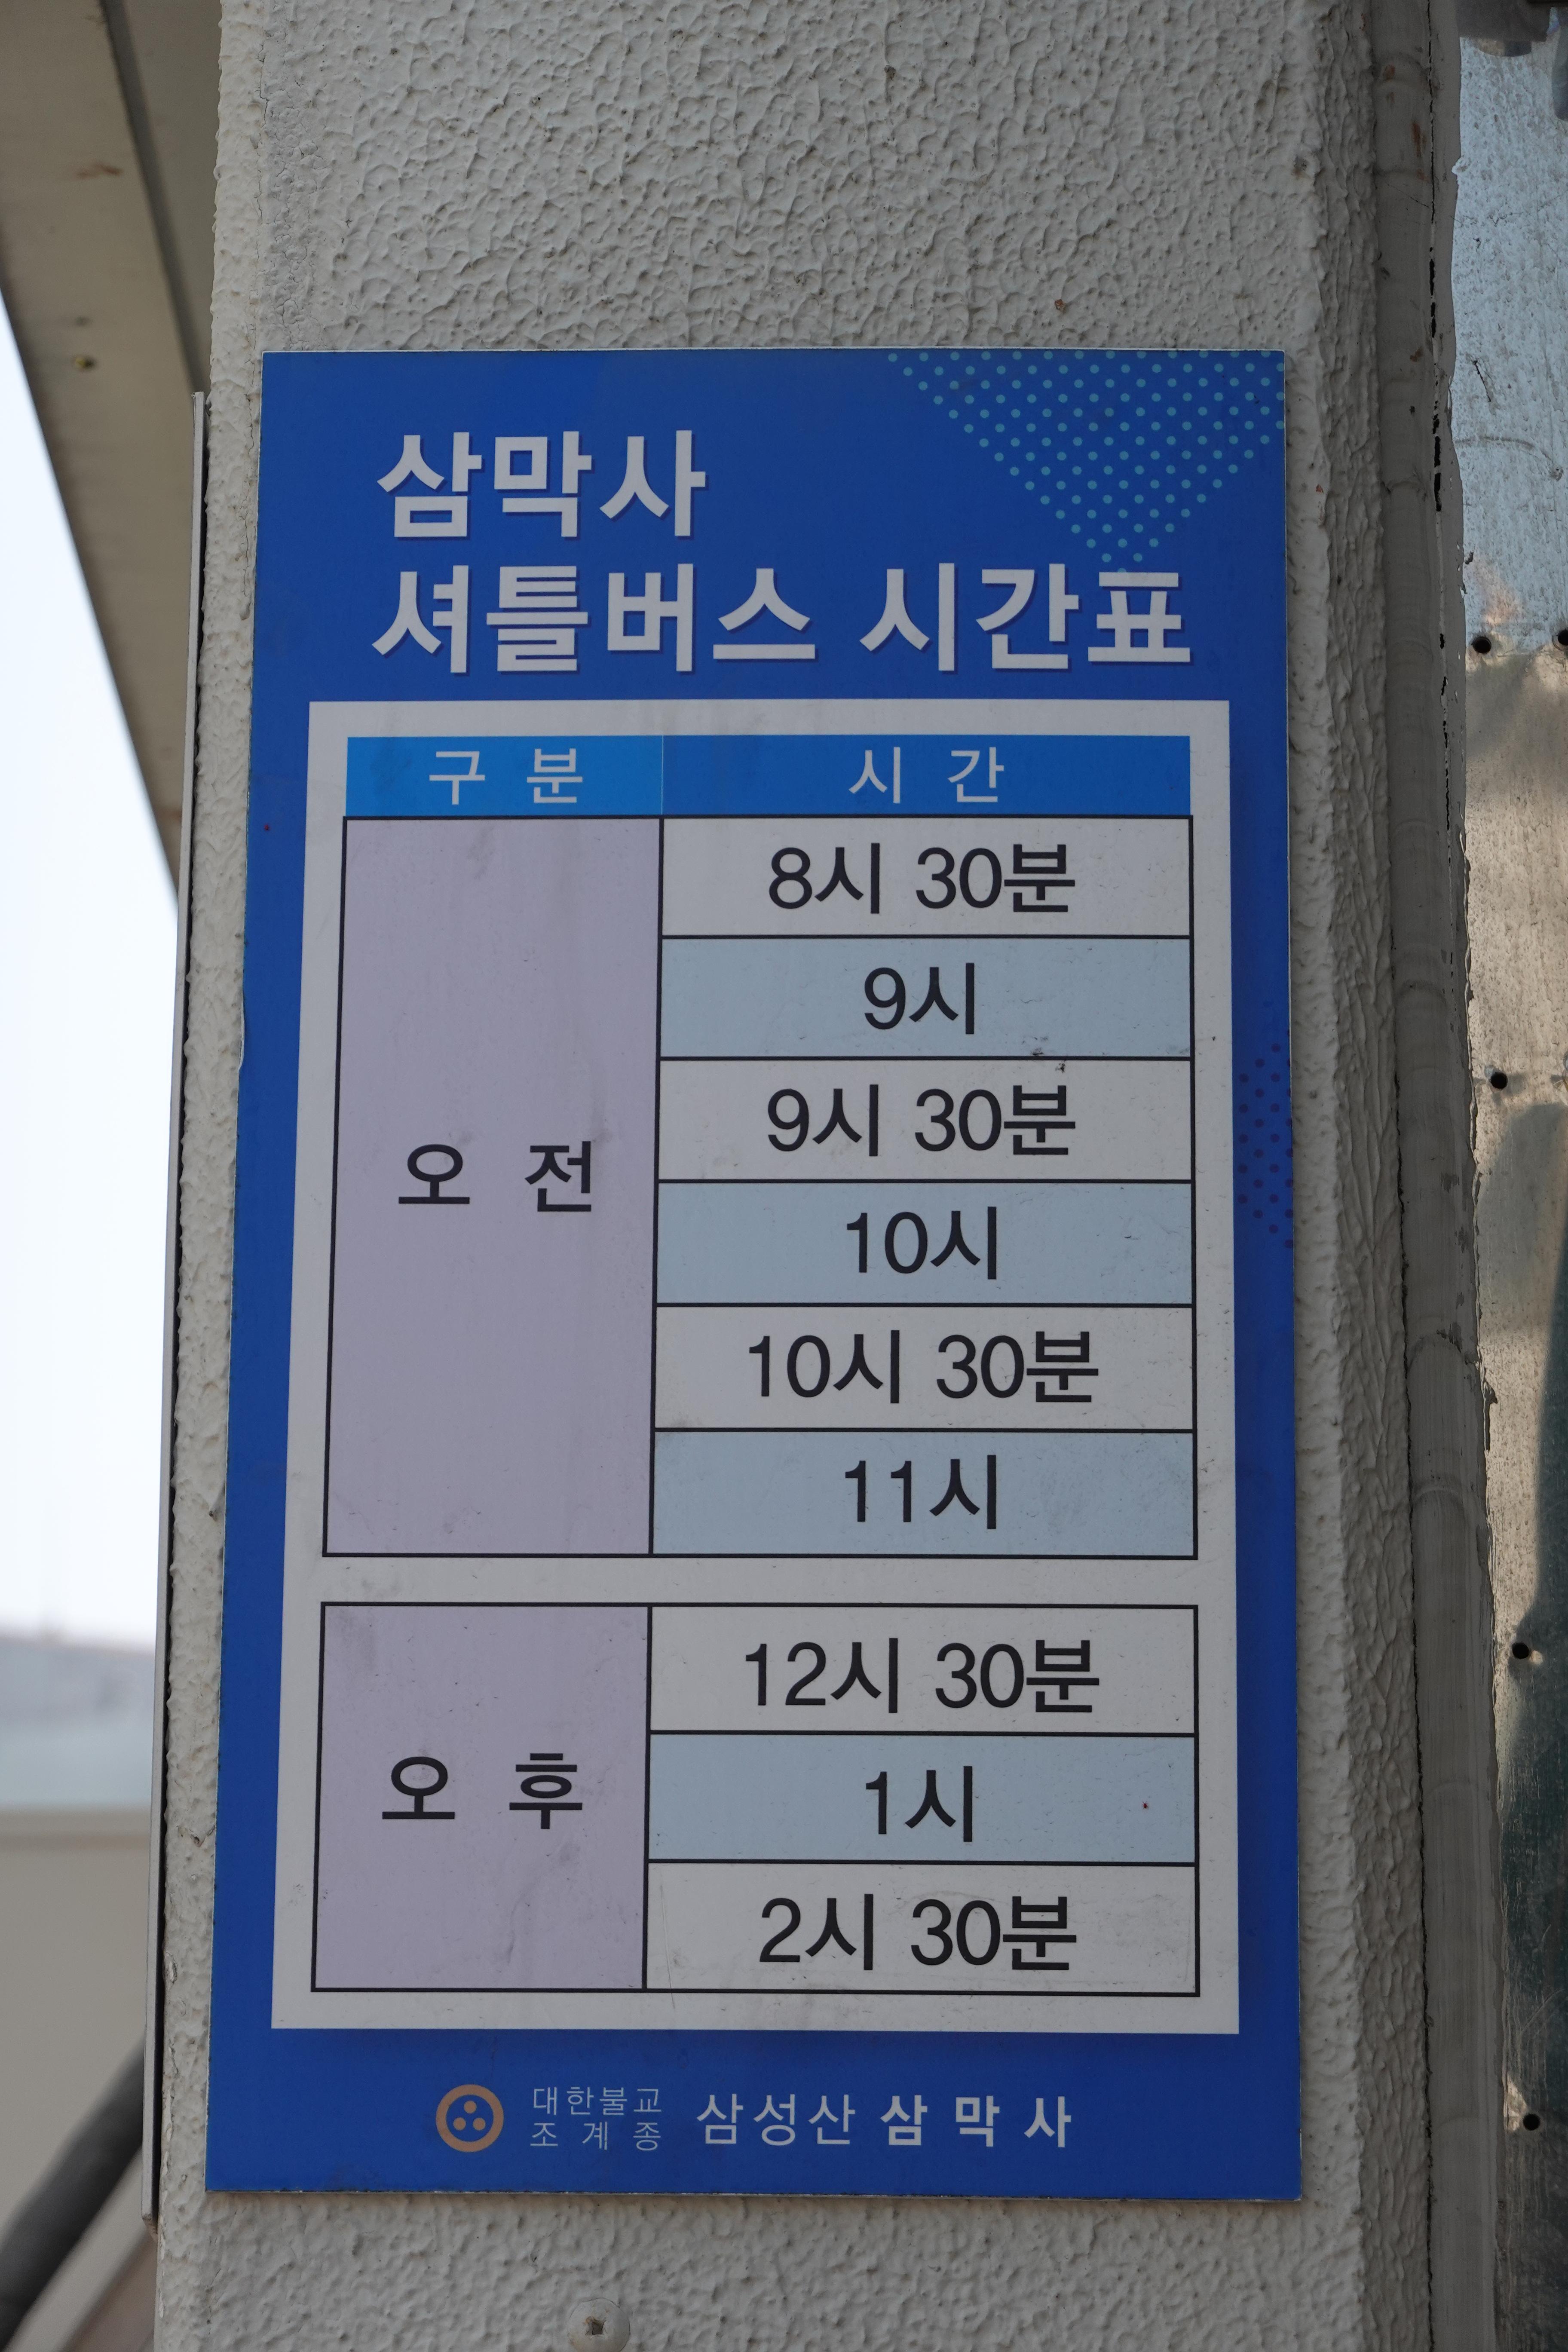 삼막사
셔틀버스 시간표
구 분 시 간
8시 30분
9시
9시 30분
오 전
10시
10시 30분
11시
12시 30분
오 후
1시
2시 30분
대한불교
조 계 종
삼성산 삼 막 사